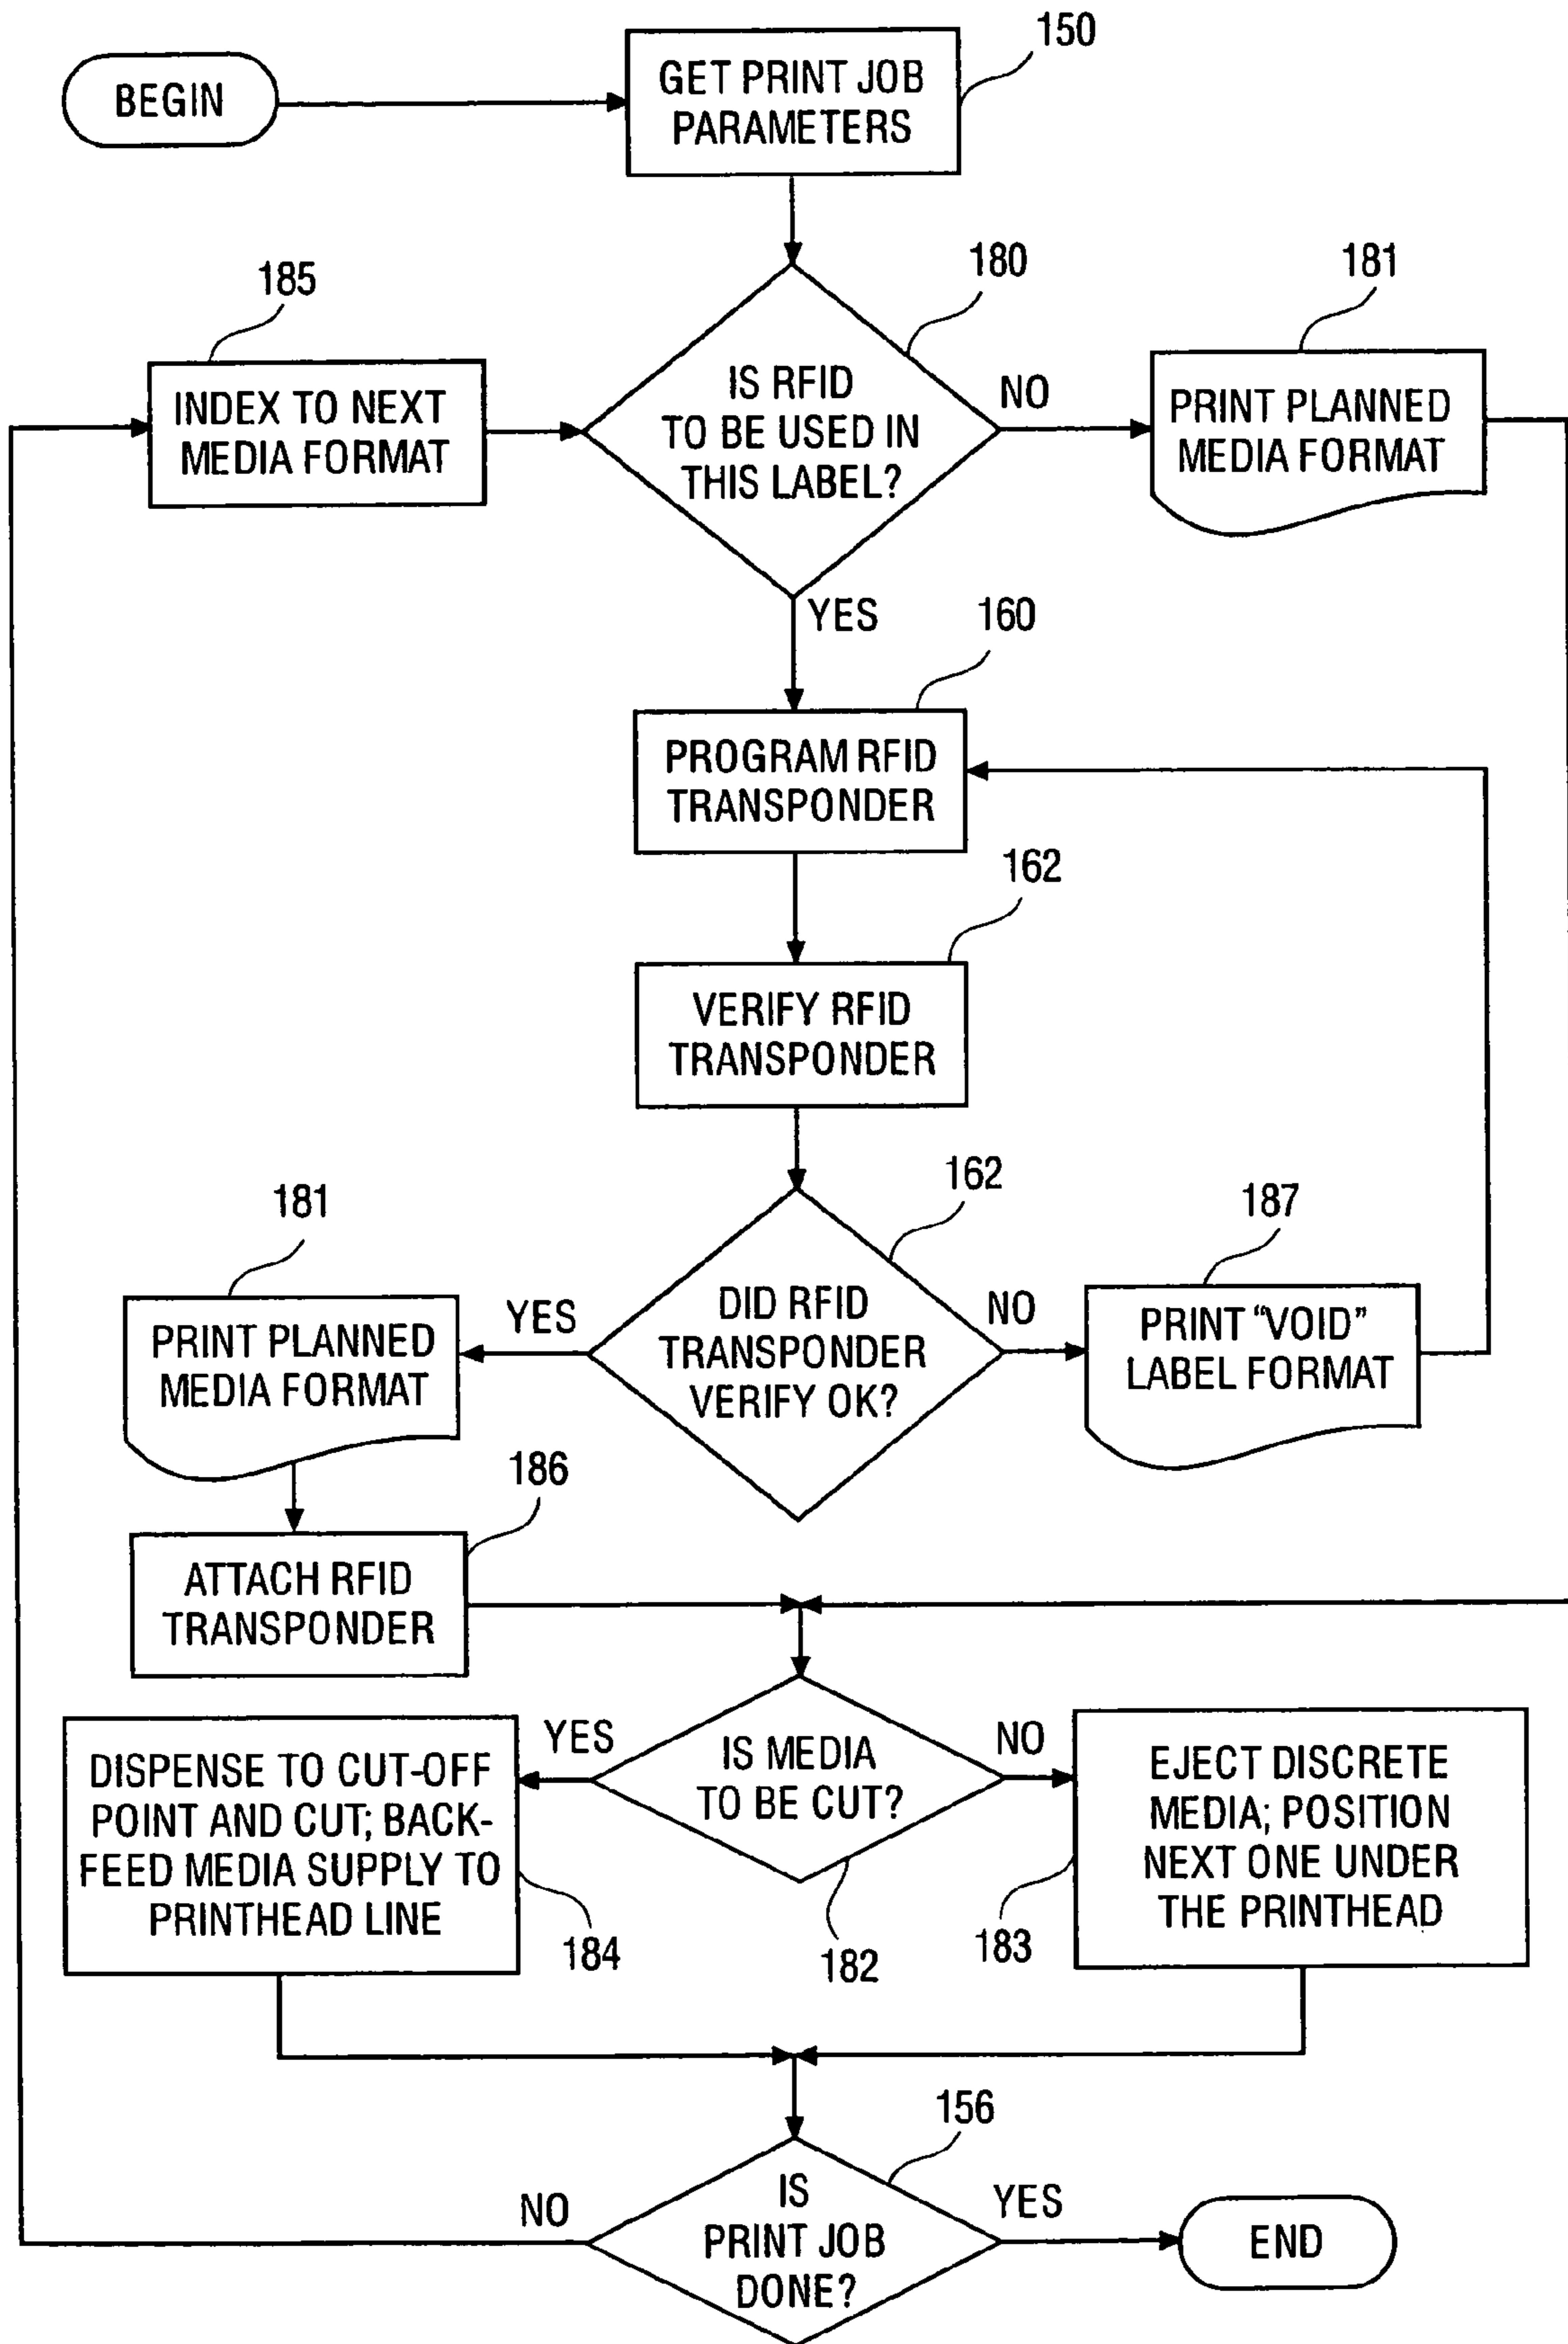 BEGIN
GET PRINT JOB
PARAMETERS
150
185
INDEX TO NEXT
MEDIA FORMAT
180
IS RFID
TO BE USED IN
THIS LABEL?
NO
181
PRINT PLANNED
MEDIA FORMAT
YES
160
PROGRAM RFID
TRANSPONDER
162
VERIFY RFID
TRANSPONDER
162
DID RFID
TRANSPONDER
VERIFY OK?
YES
181
PRINT PLANNED
MEDIA FORMAT
NO
187
PRINT “VOID”
LABEL FORMAT
186
ATTACH RFID
TRANSPONDER
IS MEDIA
TO BE CUT?
182
YES
DISPENSE TO CUT-OFF
POINT AND CUT; BACK-
FEED MEDIA SUPPLY TO
PRINTHEAD LINE
184
NO
EJECT DISCRETE
MEDIA; POSITION
NEXT ONE UNDER
THE PRINTHEAD
183
156
IS
PRINT JOB
DONE?
NO
YES
END